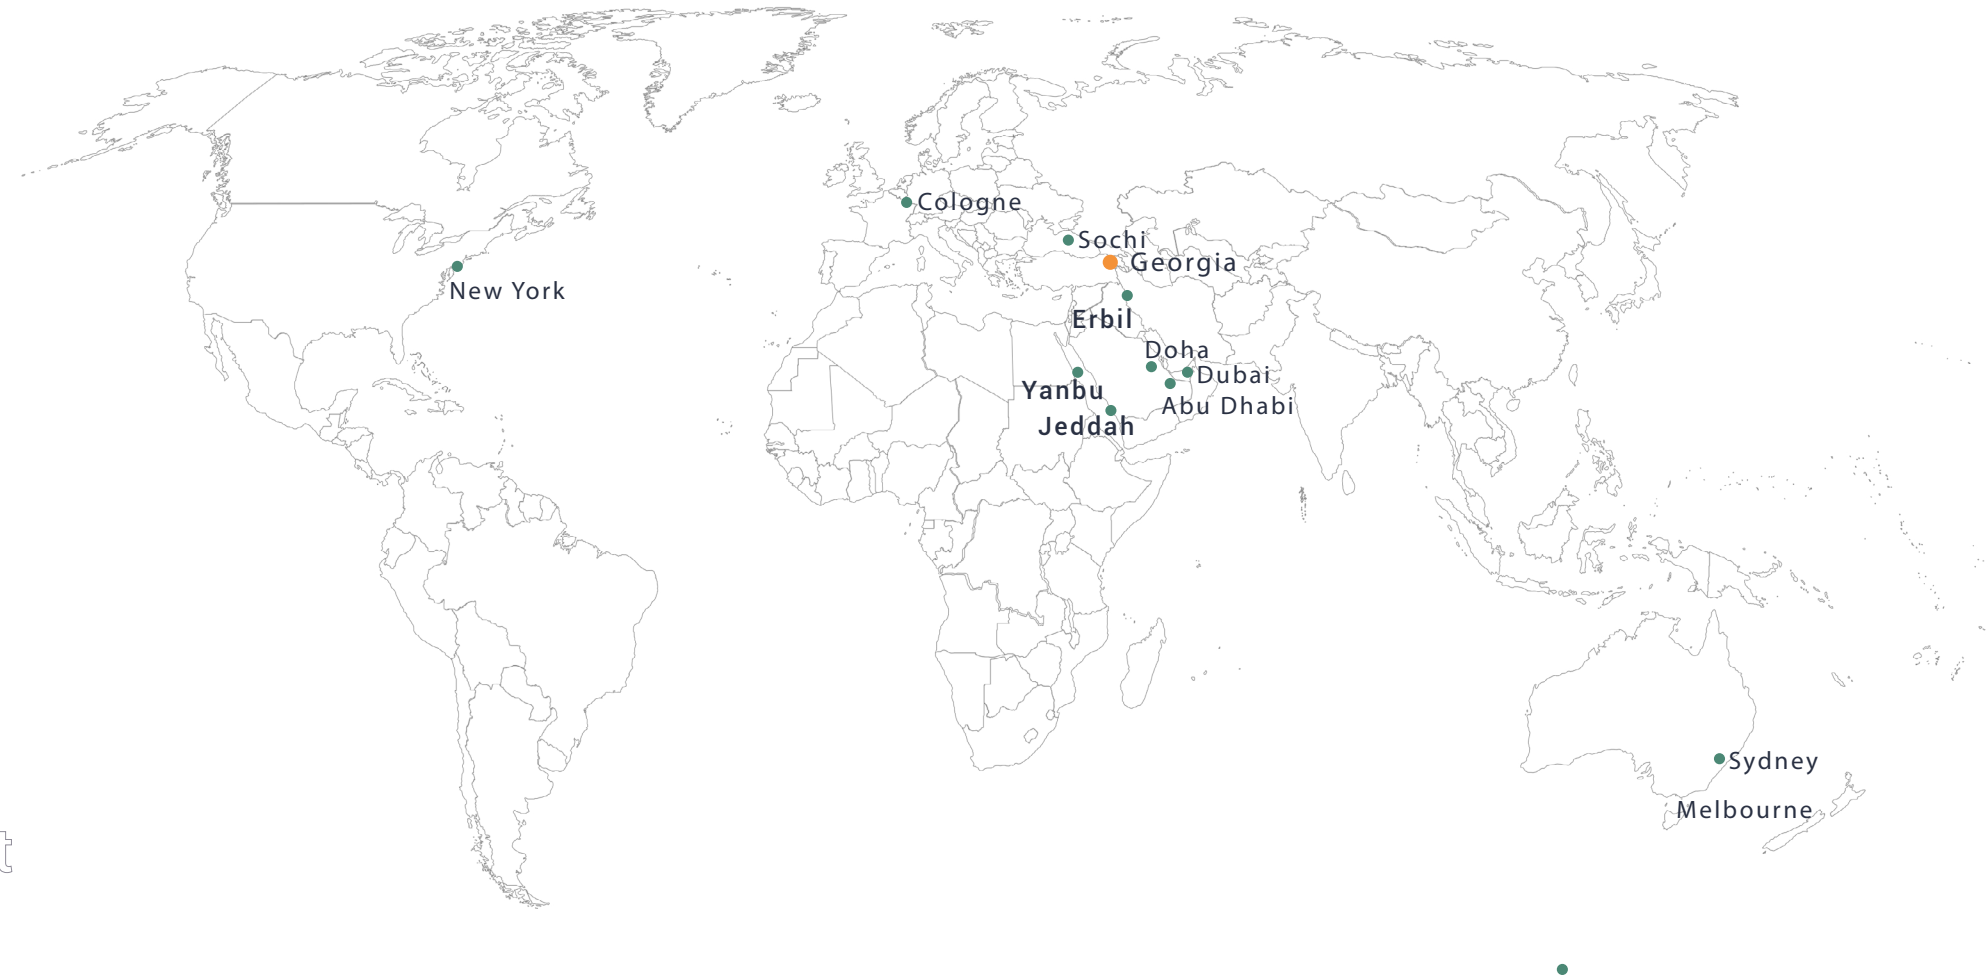 Cologne
Sochi
Georgia
New York
Erbil
Doha
Dubai
Yanbu
Abu Dhabi
Jeddah
Sydney
Melbourne
t